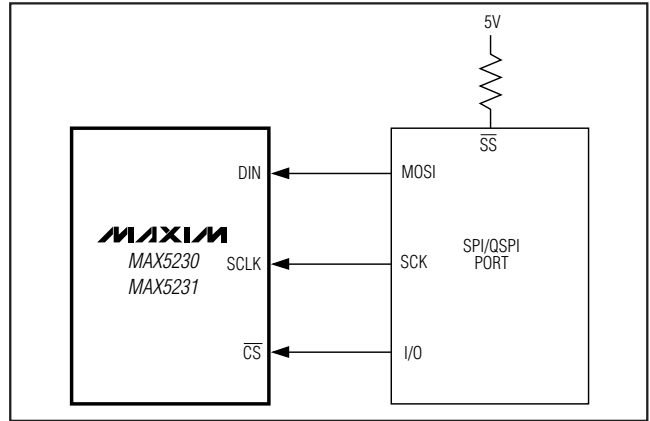 5V
SS
DIN
MOSI
MAXIM
MAX5230
MAX5231
SCLK
SCK
SPI/QSPI
PORT
CS
I/O